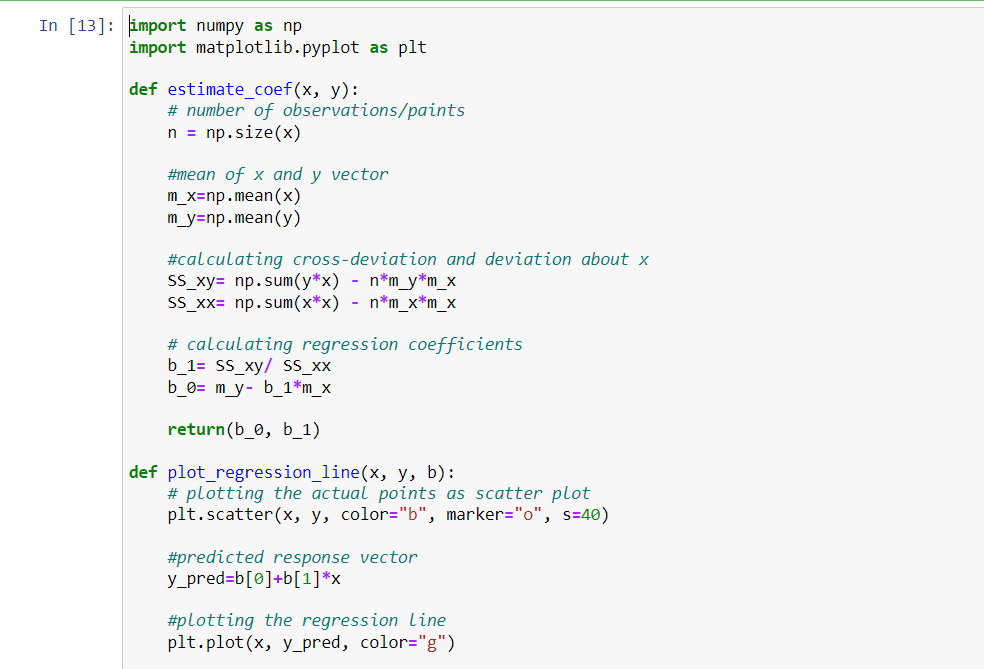 In [13]: import numpy as np
import matplotlib.pyplot as plt

def estimate_coef(x, y):
    # number of observations/paints
    n = np.size(x)

    #mean of x and y vector
    m_x=np.mean(x)
    m_y=np.mean(y)

    #calculating cross-deviation and deviation about x
    SS_xy= np.sum(y*x) - n*m_y*m_x
    SS_xx= np.sum(x*x) - n*m_x*m_x

    # calculating regression coefficients
    b_1= SS_xy/ SS_xx
    b_0= m_y- b_1*m_x

    return(b_0, b_1)

def plot_regression_line(x, y, b):
    # plotting the actual points as scatter plot
    plt.scatter(x, y, color="b", marker="o", s=40)

    #predicted response vector
    y_pred=b[0]+b[1]*x

    #plotting the regression line
    plt.plot(x, y_pred, color="g")